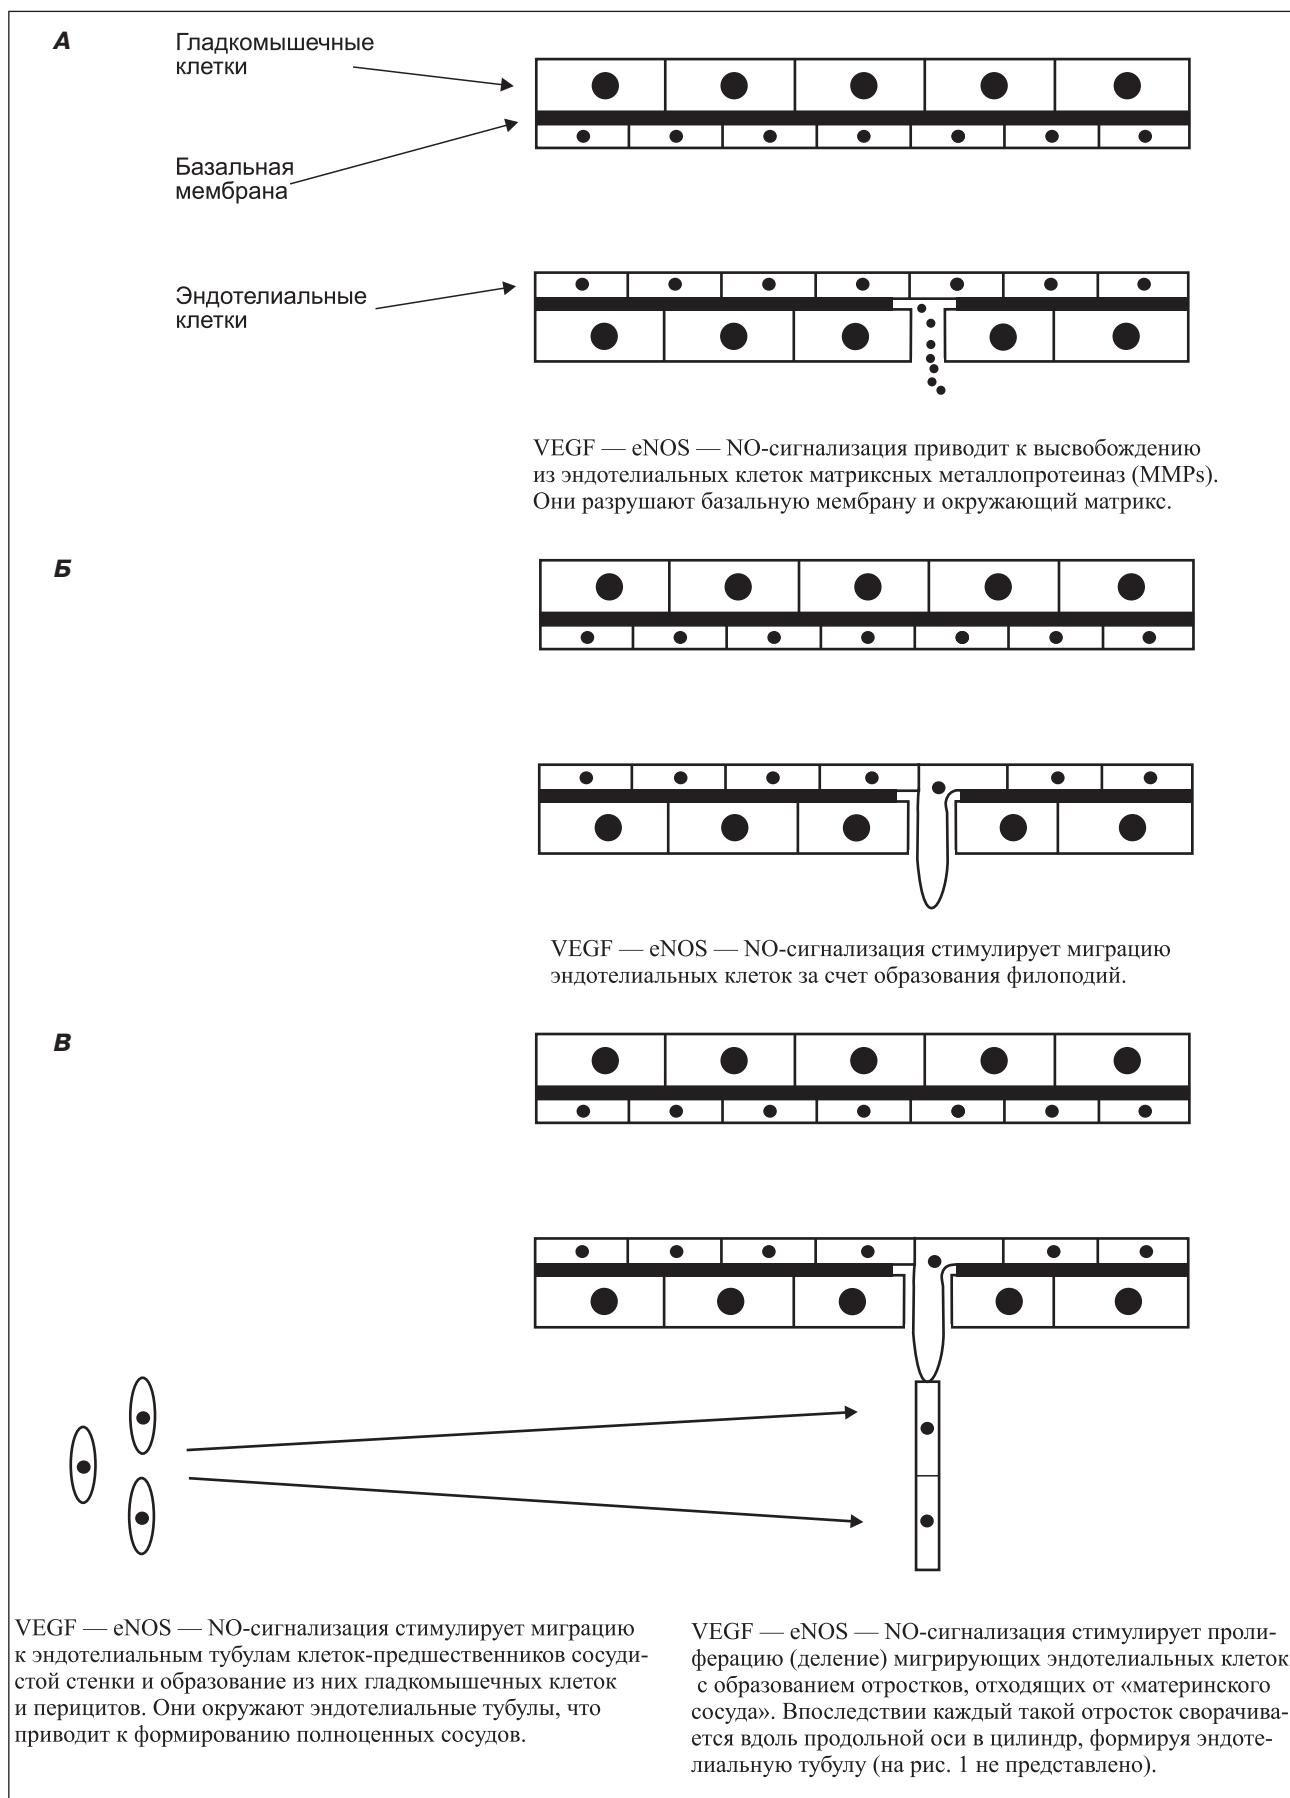 А
Гладкомышечные
клетки
Базальная
мембрана
Эндотелиальные
клетки
VEGF — eNOS — NO-сигнализация приводит к высвобождению
из эндотелиальных клеток матриксных металлопротеиназ (MMPs).
Они разрушают базальную мембрану и окружающий матрикс.
Б
VEGF — eNOS — NO-сигнализация стимулирует миграцию
эндотелиальных клеток за счет образования филоподий.
В
VEGF — eNOS — NO-сигнализация стимулирует миграцию
к эндотелиальным тубулам клеток-предшественников сосуди-
стой стенки и образование из них гладкомышечных клеток
и перицитов. Они окружают эндотелиальные тубулы, что
приводит к формированию полноценных сосудов.
VEGF — eNOS — NO-сигнализация стимулирует проли-
ферацию (деление) мигрирующих эндотелиальных клеток
с образованием отростков, отходящих от «материнского
сосуда». Впоследствии каждый такой отросток сворачива-
ется вдоль продольной оси в цилиндр, формируя эндоте-
лиальную тубулу (на рис. 1 не представлено).